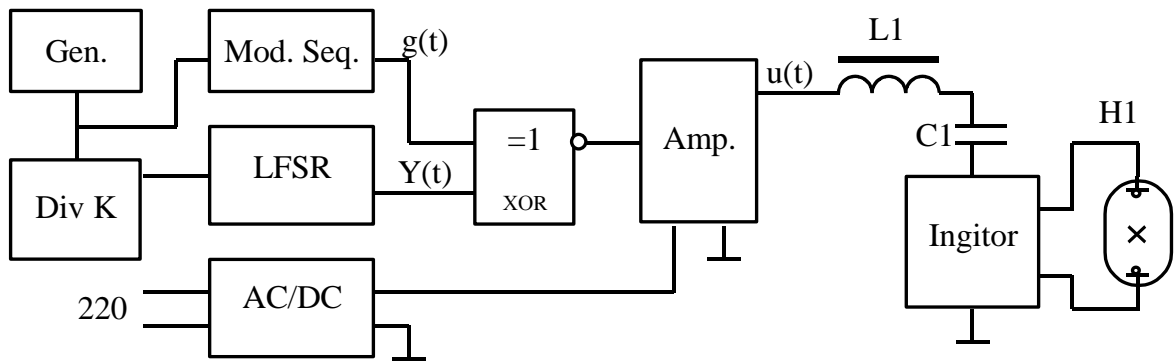 Gen.
Mod. Seq.
g(t)
Div K
LFSR
Y(t)
=1
XOR
Amp.
u(t)
L1
C1
H1
Ingitor
220
AC/DC